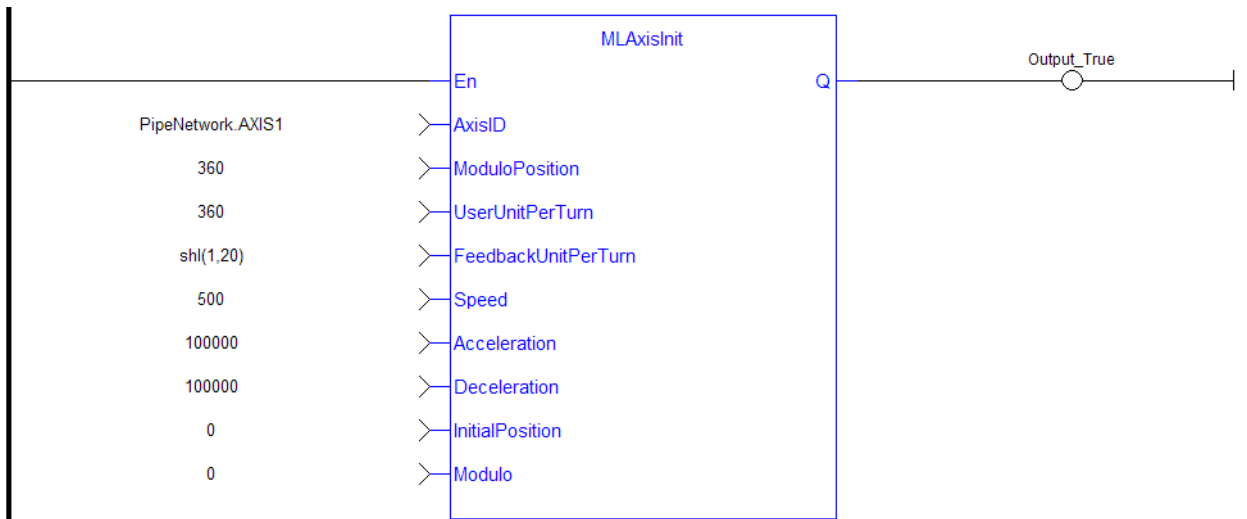 MLAxisInit
Output_True
En Q
PipeNetwork.AXIS1 AxisID
360 ModuloPosition
360 UserUnitPerTurn
shl(1,20) FeedbackUnitPerTurn
500 Speed
100000 Acceleration
100000 Deceleration
0 InitialPosition
0 Modulo